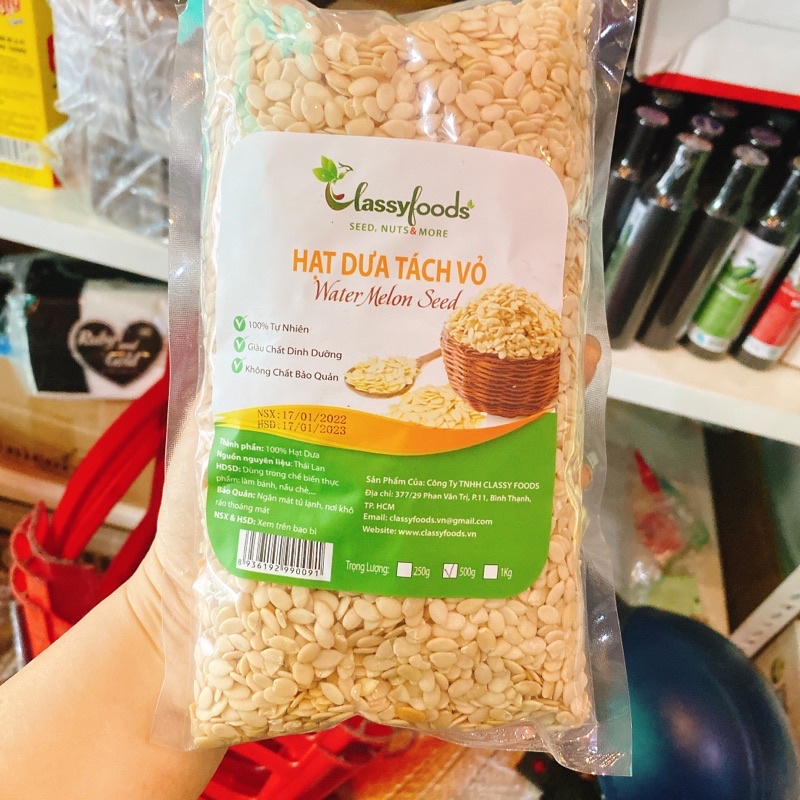 Classyfoods
SEED, NUTS & MORE
HẠT DƯA TÁCH VỎ
Water Melon Seed
100% Tự Nhiên
Giàu Chất Dinh Dưỡng
Không Chất Bảo Quản
NSX:17/01/2022
HSD:17/01/2023
Thành phần: 100% Hạt Dưa
Nguồn nguyên liệu: Thái Lan
HDSD: Dùng trong chế biến thực
phẩm: làm bánh, nấu chè,...
Bảo Quản: Ngăn mát tủ lạnh, nơi khô
ráo thoáng mát
NSX & HSD: Xem trên bao bì
8 936192 990091
Sản Phẩm Của: Công Ty TNHH CLASSY FOODS
Địa chỉ: 377/29 Phan Văn Trị, P.11, Bình Thạnh,
TP. HCM
Email: classyfoods.vn@gmail.com
Website: www.classyfoods.vn
Trọng Lượng: 250g 500g 1Kg